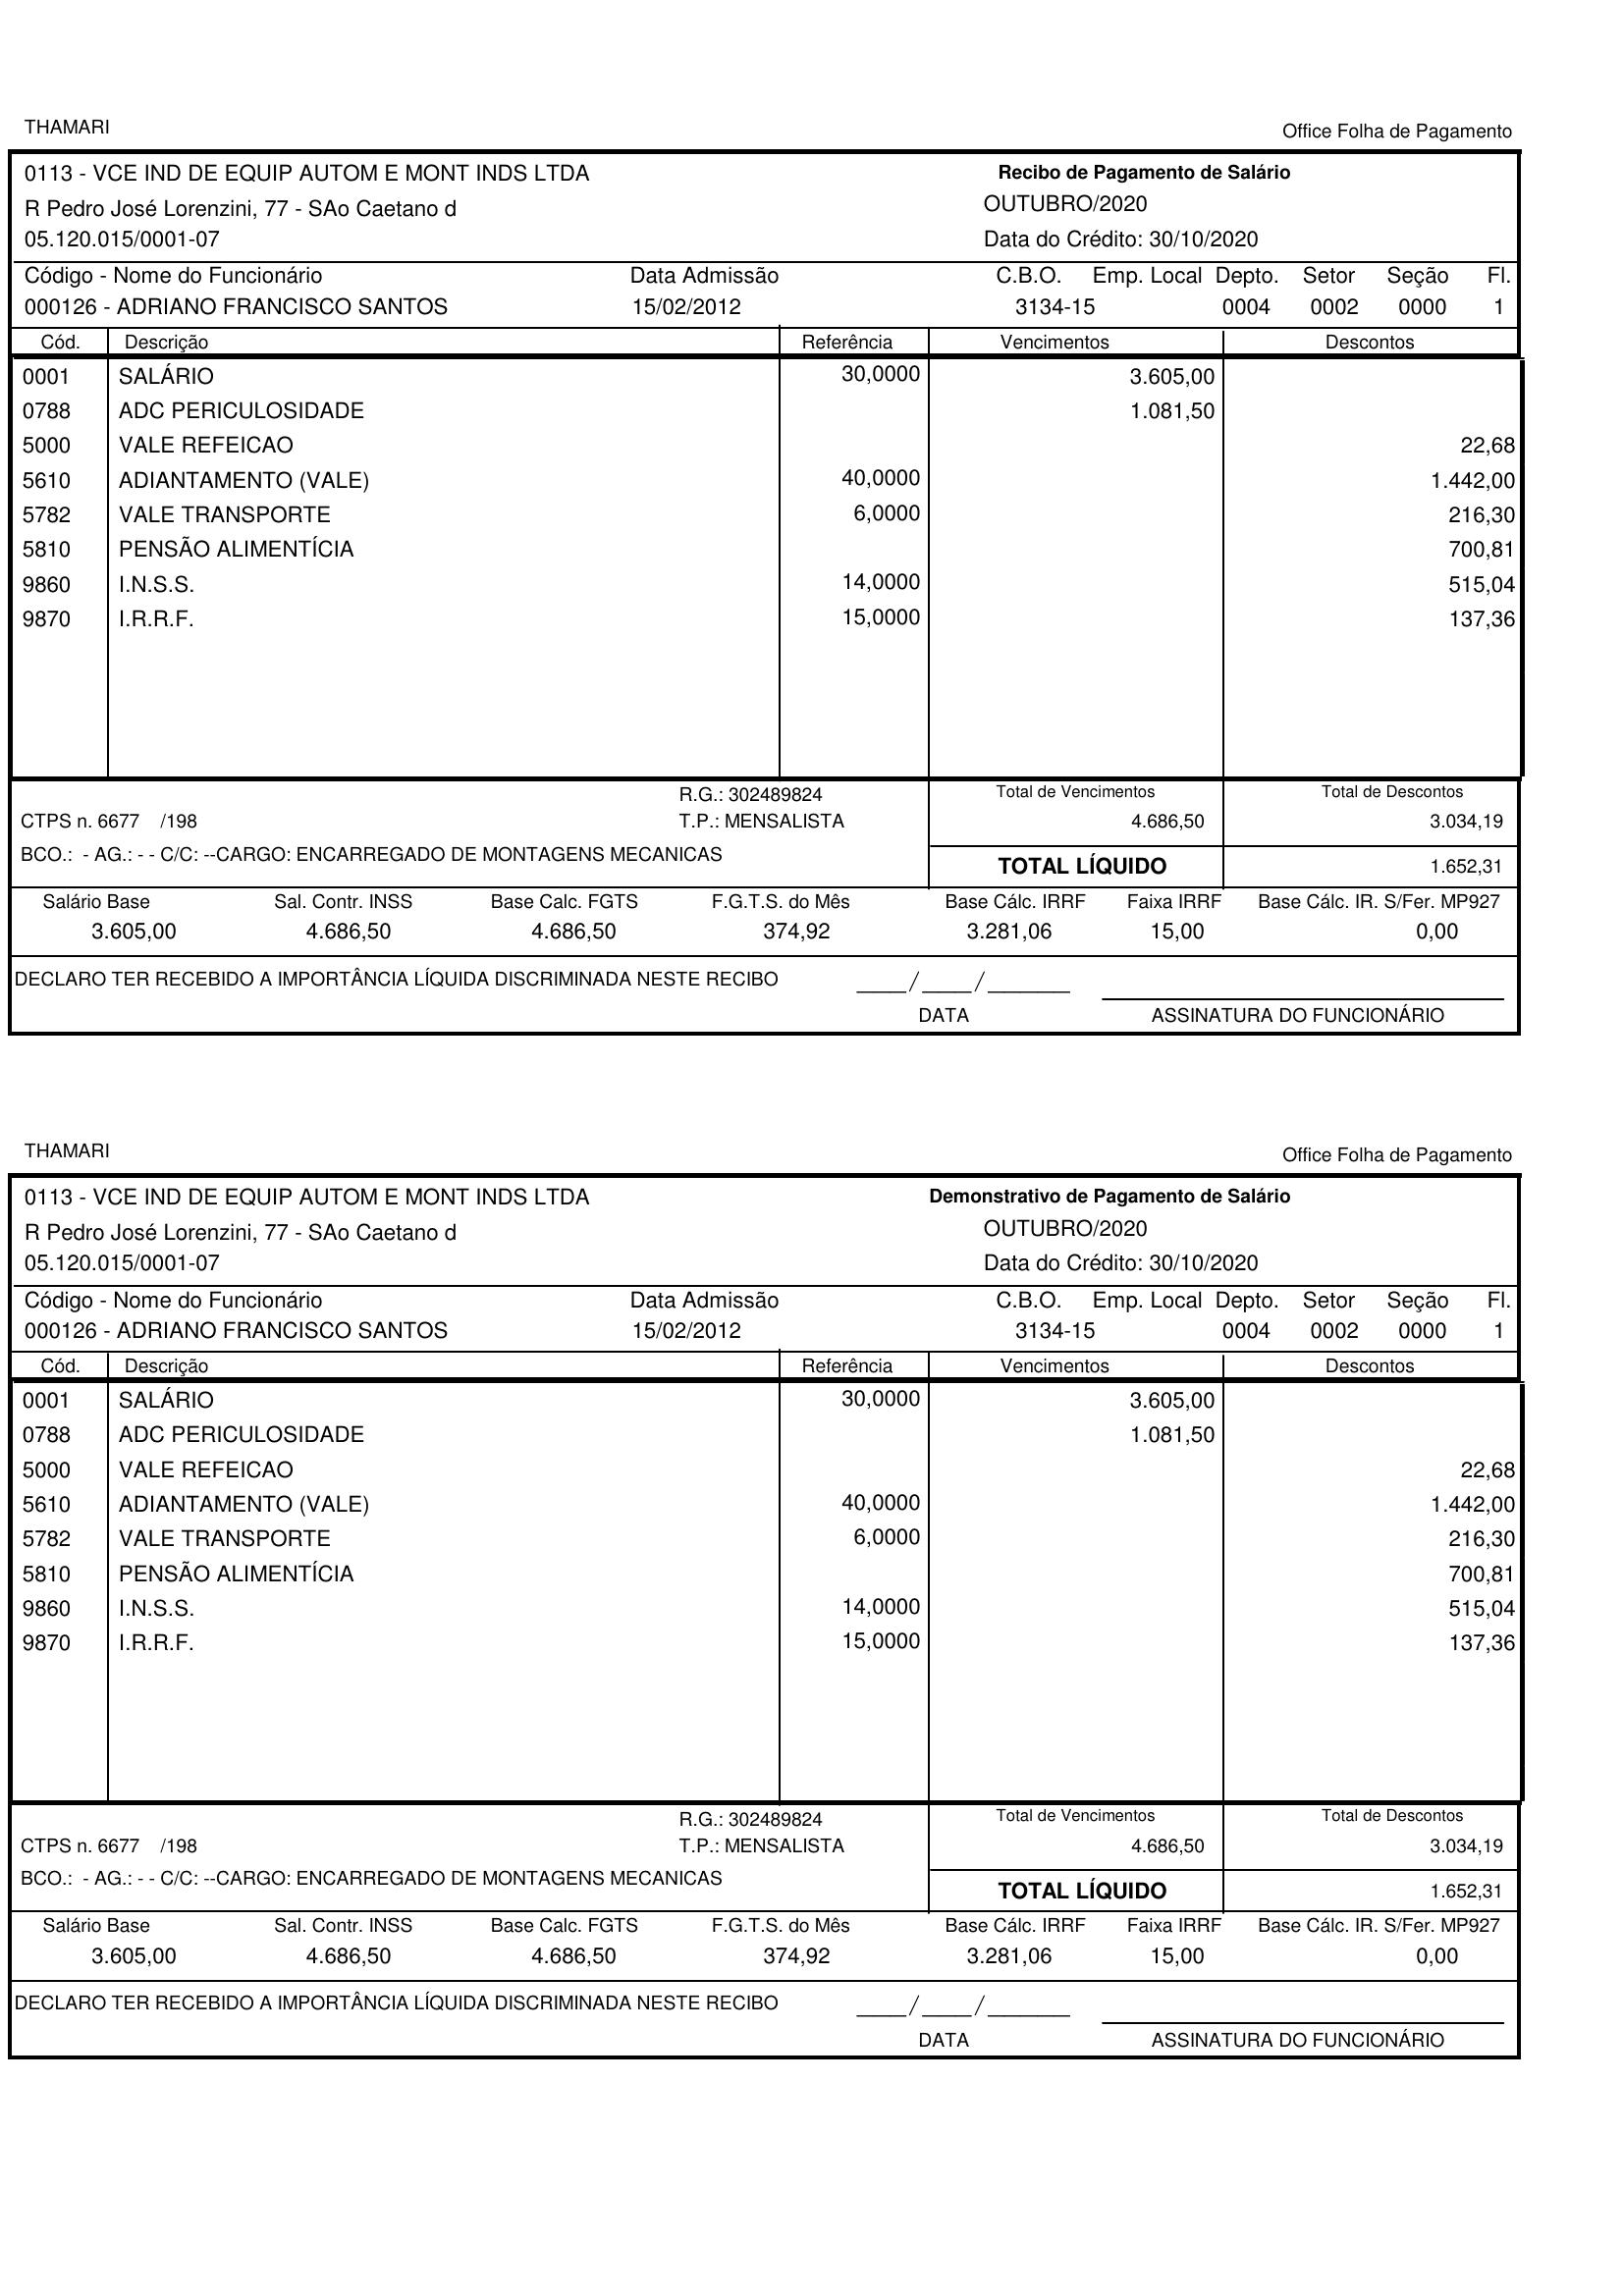 THAMARI Office Folha de Pagamento
0113 - VCE IND DE EQUIP AUTOM E MONT INDS LTDA Recibo de Pagamento de Salário
R Pedro José Lorenzini, 77 - SAo Caetano d OUTUBRO/2020
05.120.015/0001-07 Data do Crédito: 30/10/2020
Código - Nome do Funcionário Data Admissão C.B.O. Emp. Local Depto. Setor Seção Fl.
000126 - ADRIANO FRANCISCO SANTOS 15/02/2012 3134-15 0004 0002 0000 1
Cód. Descrição Referência Vencimentos Descontos
0001 SALÁRIO 30,0000 3.605,00
0788 ADC PERICULOSIDADE 1.081,50
5000 VALE REFEICAO 22,68
5610 ADIANTAMENTO (VALE) 40,0000 1.442,00
5782 VALE TRANSPORTE 6,0000 216,30
5810 PENSÃO ALIMENTÍCIA 700,81
9860 I.N.S.S. 14,0000 515,04
9870 I.R.R.F. 15,0000 137,36
R.G.: 302489824 Total de Vencimentos Total de Descontos
CTPS n. 6677 /198 T.P.: MENSALISTA 4.686,50 3.034,19
BCO.: - AG.: - - C/C: --CARGO: ENCARREGADO DE MONTAGENS MECANICAS TOTAL LÍQUIDO 1.652,31
Salário Base Sal. Contr. INSS Base Calc. FGTS F.G.T.S. do Mês Base Cálc. IRRF Faixa IRRF Base Cálc. IR. S/Fer. MP927
3.605,00 4.686,50 4.686,50 374,92 3.281,06 15,00 0,00
DECLARO TER RECEBIDO A IMPORTÂNCIA LÍQUIDA DISCRIMINADA NESTE RECIBO ____/____/______
DATA ASSINATURA DO FUNCIONÁRIO
THAMARI Office Folha de Pagamento
0113 - VCE IND DE EQUIP AUTOM E MONT INDS LTDA Demonstrativo de Pagamento de Salário
R Pedro José Lorenzini, 77 - SAo Caetano d OUTUBRO/2020
05.120.015/0001-07 Data do Crédito: 30/10/2020
Código - Nome do Funcionário Data Admissão C.B.O. Emp. Local Depto. Setor Seção Fl.
000126 - ADRIANO FRANCISCO SANTOS 15/02/2012 3134-15 0004 0002 0000 1
Cód. Descrição Referência Vencimentos Descontos
0001 SALÁRIO 30,0000 3.605,00
0788 ADC PERICULOSIDADE 1.081,50
5000 VALE REFEICAO 22,68
5610 ADIANTAMENTO (VALE) 40,0000 1.442,00
5782 VALE TRANSPORTE 6,0000 216,30
5810 PENSÃO ALIMENTÍCIA 700,81
9860 I.N.S.S. 14,0000 515,04
9870 I.R.R.F. 15,0000 137,36
R.G.: 302489824 Total de Vencimentos Total de Descontos
CTPS n. 6677 /198 T.P.: MENSALISTA 4.686,50 3.034,19
BCO.: - AG.: - - C/C: --CARGO: ENCARREGADO DE MONTAGENS MECANICAS TOTAL LÍQUIDO 1.652,31
Salário Base Sal. Contr. INSS Base Calc. FGTS F.G.T.S. do Mês Base Cálc. IRRF Faixa IRRF Base Cálc. IR. S/Fer. MP927
3.605,00 4.686,50 4.686,50 374,92 3.281,06 15,00 0,00
DECLARO TER RECEBIDO A IMPORTÂNCIA LÍQUIDA DISCRIMINADA NESTE RECIBO ____/____/______
DATA ASSINATURA DO FUNCIONÁRIO